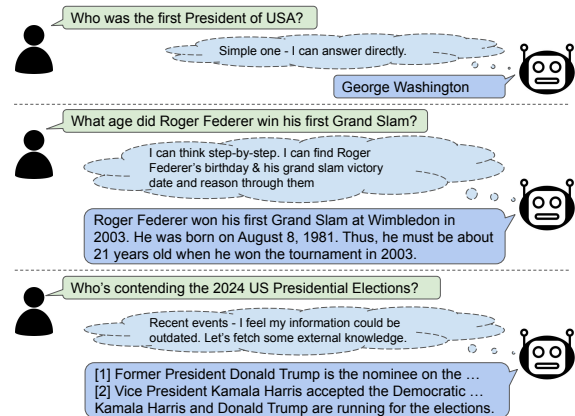 Who was the first President of USA?
Simple one - I can answer directly.
George Washington
What age did Roger Federer win his first Grand Slam?
I can think step-by-step. I can find Roger
Federer's birthday & his grand slam victory
date and reason through them
Roger Federer won his first Grand Slam at Wimbledon in
2003. He was born on August 8, 1981. Thus, he must be about
21 years old when he won the tournament in 2003.
Who's contending the 2024 US Presidential Elections?
Recent events - I feel my information could be
outdated. Let's fetch some external knowledge.
[1] Former President Donald Trump is the nominee on the …
[2] Vice President Kamala Harris accepted the Democratic …
Kamala Harris and Donald Trump are running for the elections.